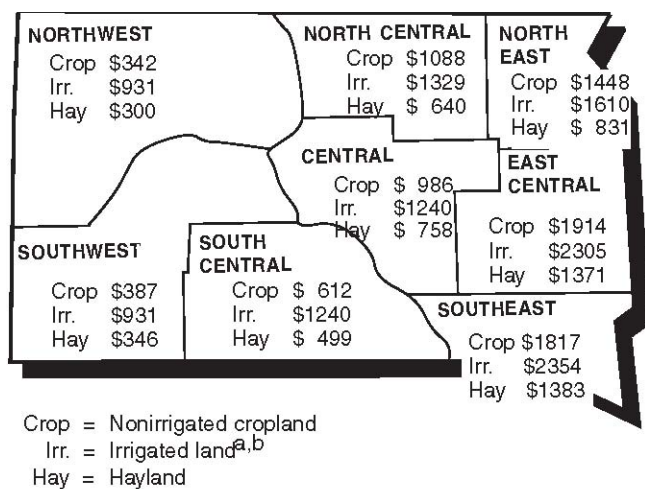 NORTHWEST
Crop $342
Irr. $931
Hay $300
NORTH CENTRAL
Crop $1088
Irr. $1329
Hay $ 640
NORTH
EAST
Crop $1448
Irr. $1610
Hay $ 831
CENTRAL
Crop $ 986
Irr. $1240
Hay $ 758
EAST
CENTRAL
Crop $1914
Irr. $2305
Hay $1371
SOUTHWEST
Crop $387
Irr. $931
Hay $346
SOUTH
CENTRAL
Crop $ 612
Irr. $1240
Hay $ 499
SOUTHEAST
Crop $1817
Irr. $2354
Hay $1383
Crop = Nonirrigated cropland
Irr. = Irrigated land a,b
Hay = Hayland